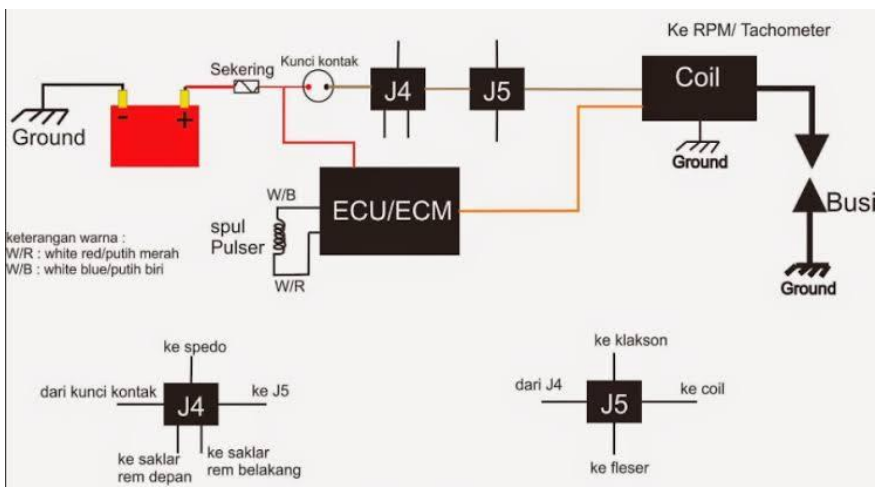 Ke RPM/ Tachometer
Sekering
Kunci kontak
J4
J5
Coil
-
+
Ground
Ground
W/B
ECU/ECM
spul
Pulser
W/R
Busi
Ground
keterangan warna :
W/R : white red/putih merah
W/B : white blue/putih biri
ke spedo
dari kunci kontak
J4
ke J5
ke saklar
rem depan
ke saklar
rem belakang
ke klakson
dari J4
J5
ke coil
ke fleser